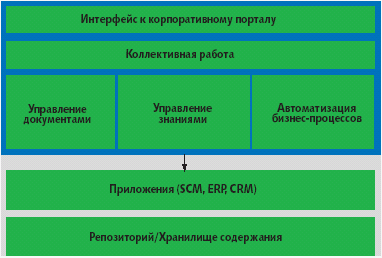 Интерфейс к корпоративному порталу
Коллективная работа
Управление
документами
Управление
знаниями
Автоматизация
бизнес-процессов
Приложения (SCM, ERP, CRM)
Репозиторий/Хранилище содержания